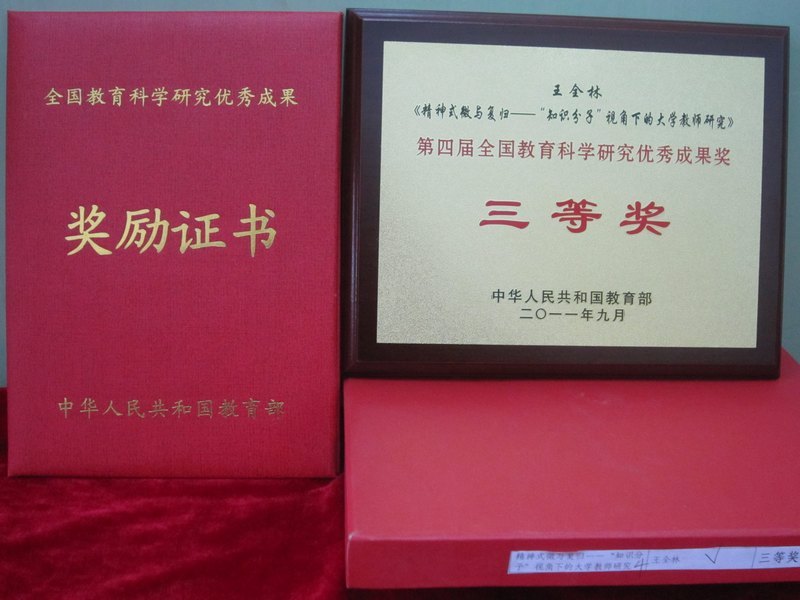 全国教育科学研究优秀成果
奖励证书
中华人民共和国教育部
王全林
《精神式微与复归——“知识分子”视角下的大学教师研究》
第四届全国教育科学研究优秀成果奖
三等奖
中华人民共和国教育部
二〇一一年九月
精神式微与复归——“知识分
子”视角下的大学教师研究
王全林
三等奖